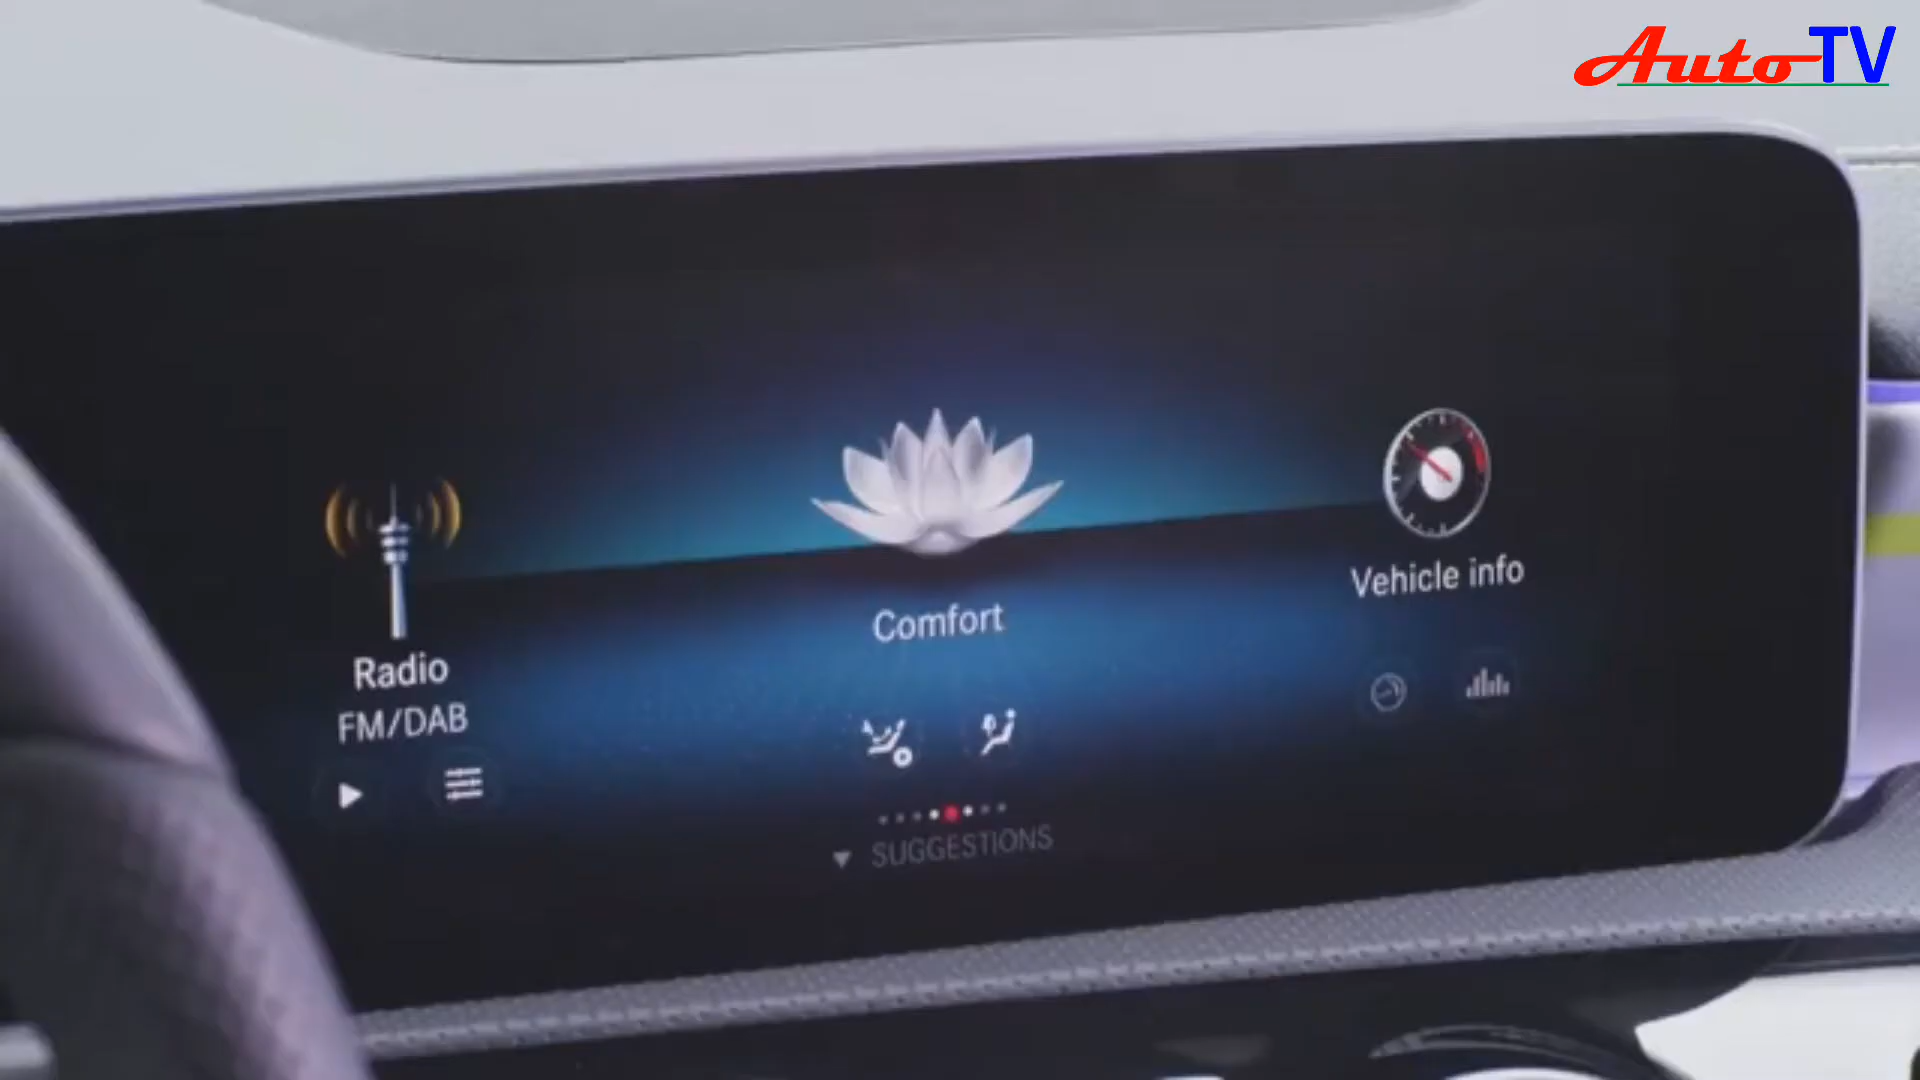 AutoTV
Radio
FM/DAB
Comfort
Vehicle info
SUGGESTIONS